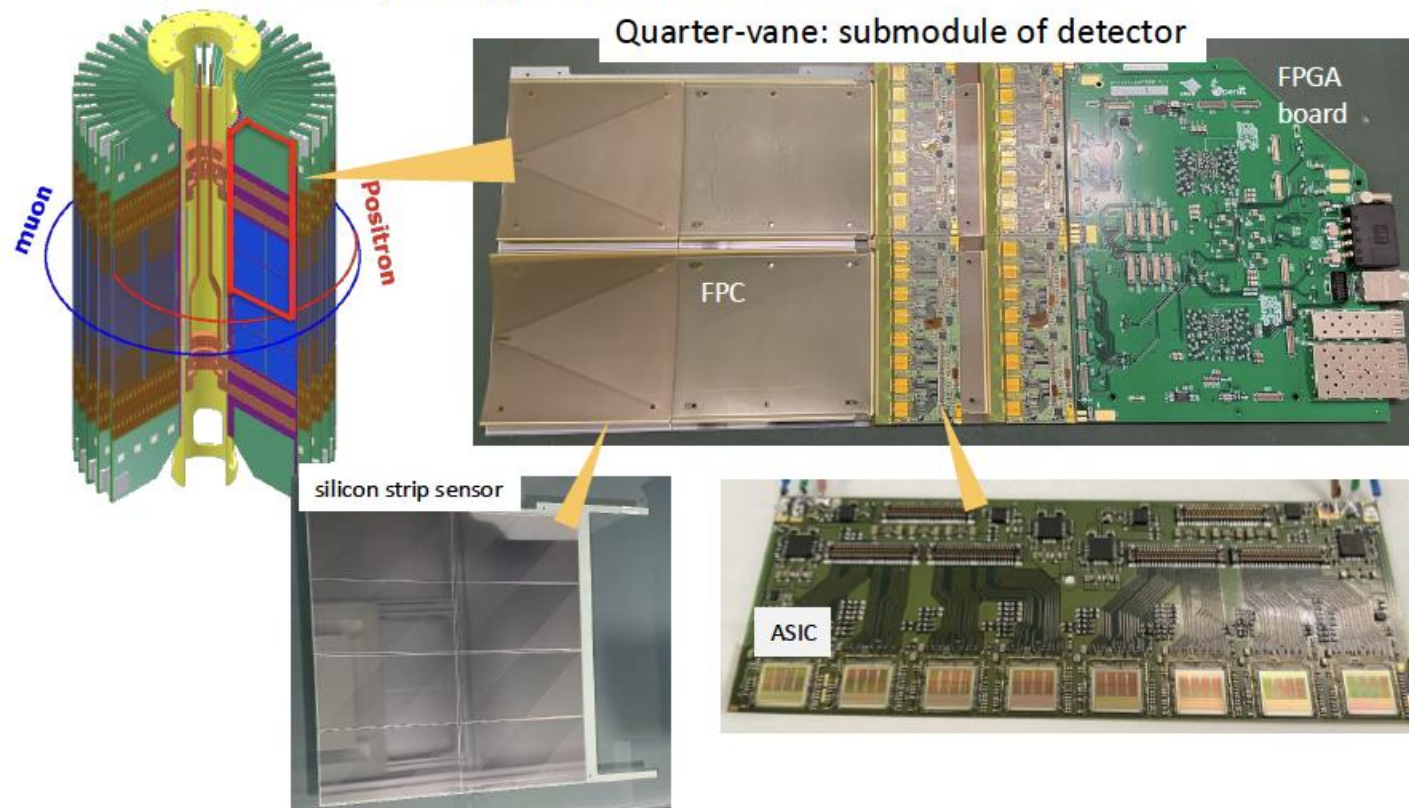 Quarter-vane: submodule of detector
FPGA
board
muon
Positron
FPC
silicon strip sensor
ASIC